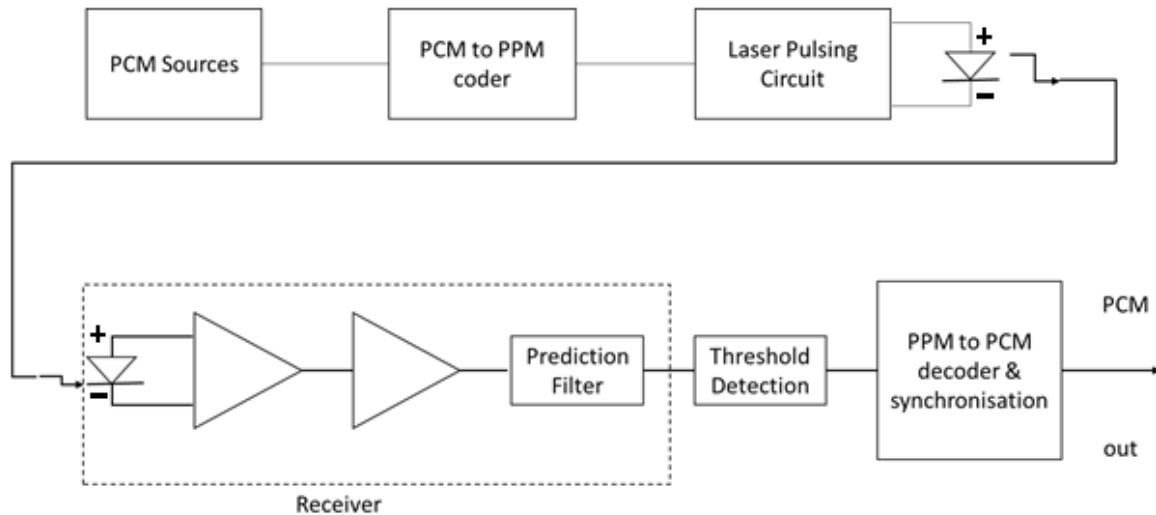 PCM Sources
PCM to PPM
coder
Laser Pulsing
Circuit
+
−
+
−
Prediction
Filter
Threshold
Detection
PPM to PCM
decoder &
synchronisation
PCM
out
Receiver